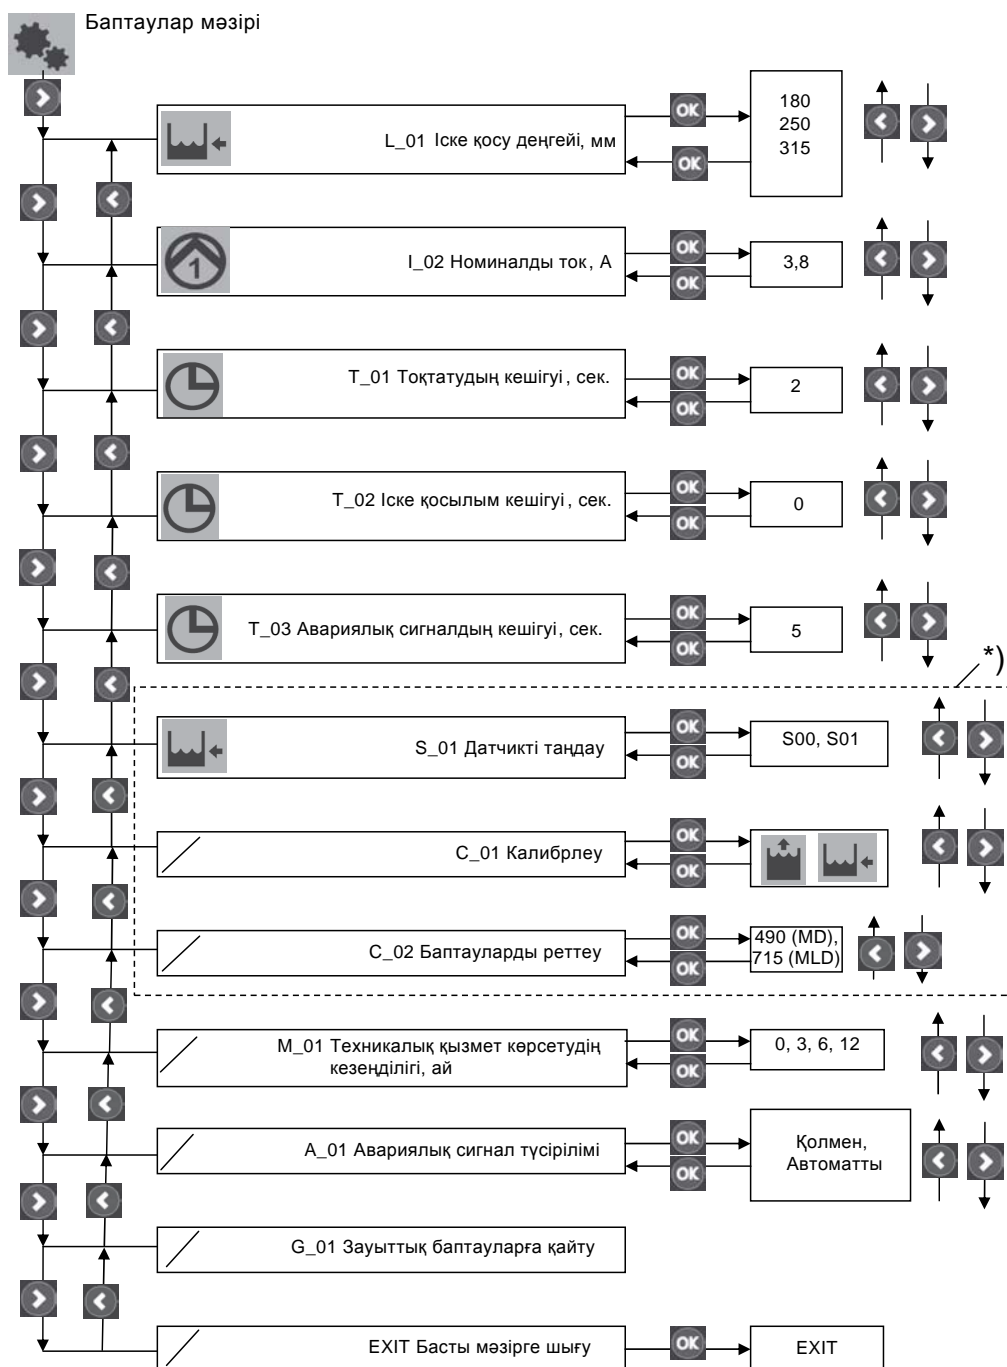 Баптаулар мәзірі
L_01 Іске қосу деңгейі, мм
OK
OK
180
250
315
1
I_02 Номиналды ток, А
OK
OK
3,8
T_01 Тоқтатудың кешігуі, сек.
OK
OK
2
T_02 Іске қосылым кешігуі, сек.
OK
OK
0
T_03 Авариялық сигналдың кешігуі, сек.
OK
OK
5
*)
S_01 Датчикті таңдау
OK
OK
S00, S01
C_01 Калибрлеу
OK
OK
C_02 Баптауларды реттеу
OK
OK
490 (MD),
715 (MLD)
M_01 Техникалық қызмет көрсетудің
кезеңділігі, ай
OK
OK
0, 3, 6, 12
A_01 Авариялық сигнал түсірілімі
OK
OK
Қолмен,
Автоматты
G_01 Зауыттық баптауларға қайту
EXIT Басты мәзірге шығу
OK
EXIT